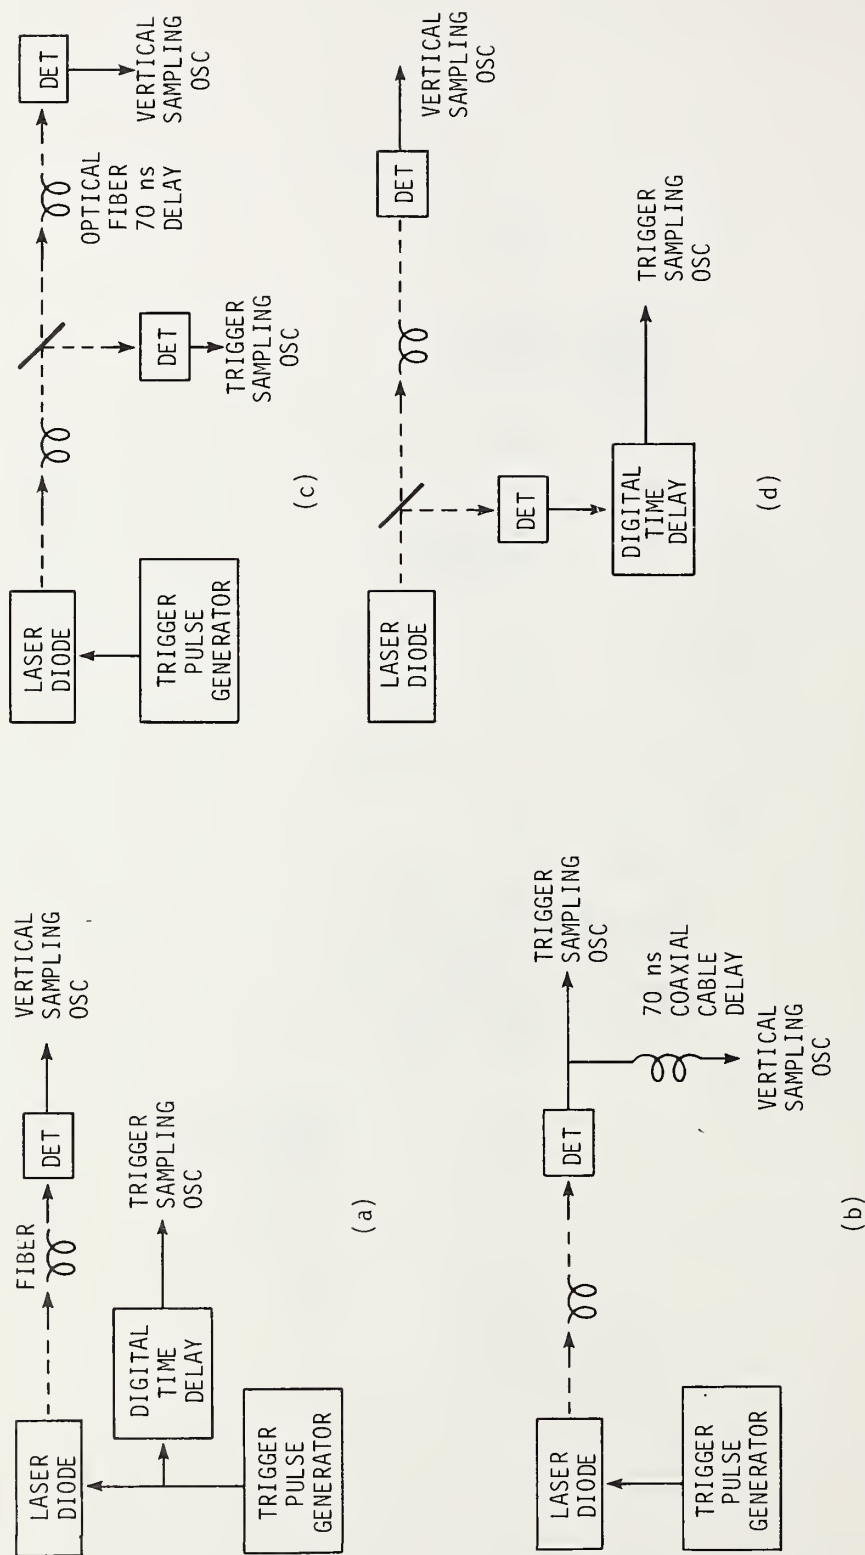 LASER
DIODE
FIBER
DET
VERTICAL
SAMPLING
OSC
DIGITAL
TIME
DELAY
TRIGGER
SAMPLING
OSC
TRIGGER
PULSE
GENERATOR
(a)
LASER
DIODE
DET
TRIGGER
SAMPLING
OSC
70 ns
COAXIAL
CABLE
DELAY
VERTICAL
SAMPLING
OSC
TRIGGER
PULSE
GENERATOR
(b)
LASER
DIODE
OPTICAL
FIBER
70 ns
DELAY
DET
VERTICAL
SAMPLING
OSC
DET
TRIGGER
SAMPLING
OSC
TRIGGER
PULSE
GENERATOR
(c)
LASER
DIODE
DET
VERTICAL
SAMPLING
OSC
DET
DIGITAL
TIME
DELAY
TRIGGER
SAMPLING
OSC
(d)